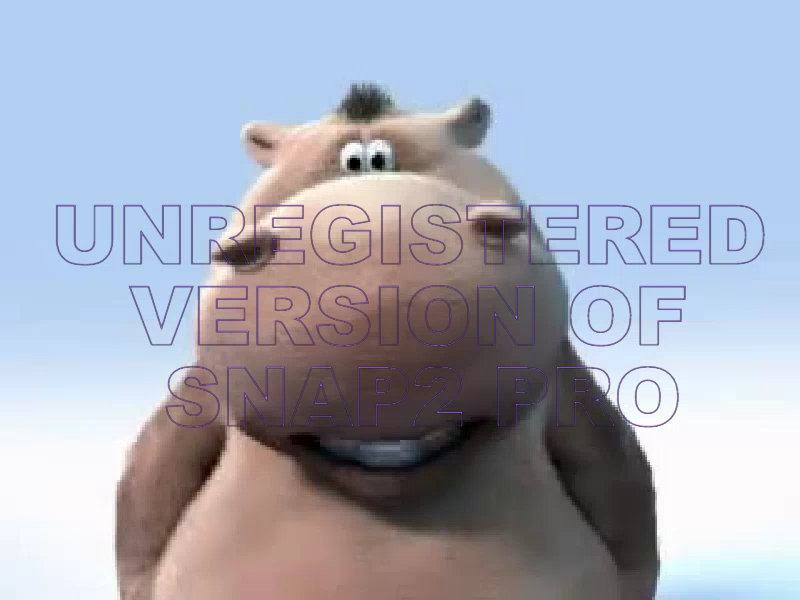 UNREGISTERED
VERSION OF
SNAP2 PRO